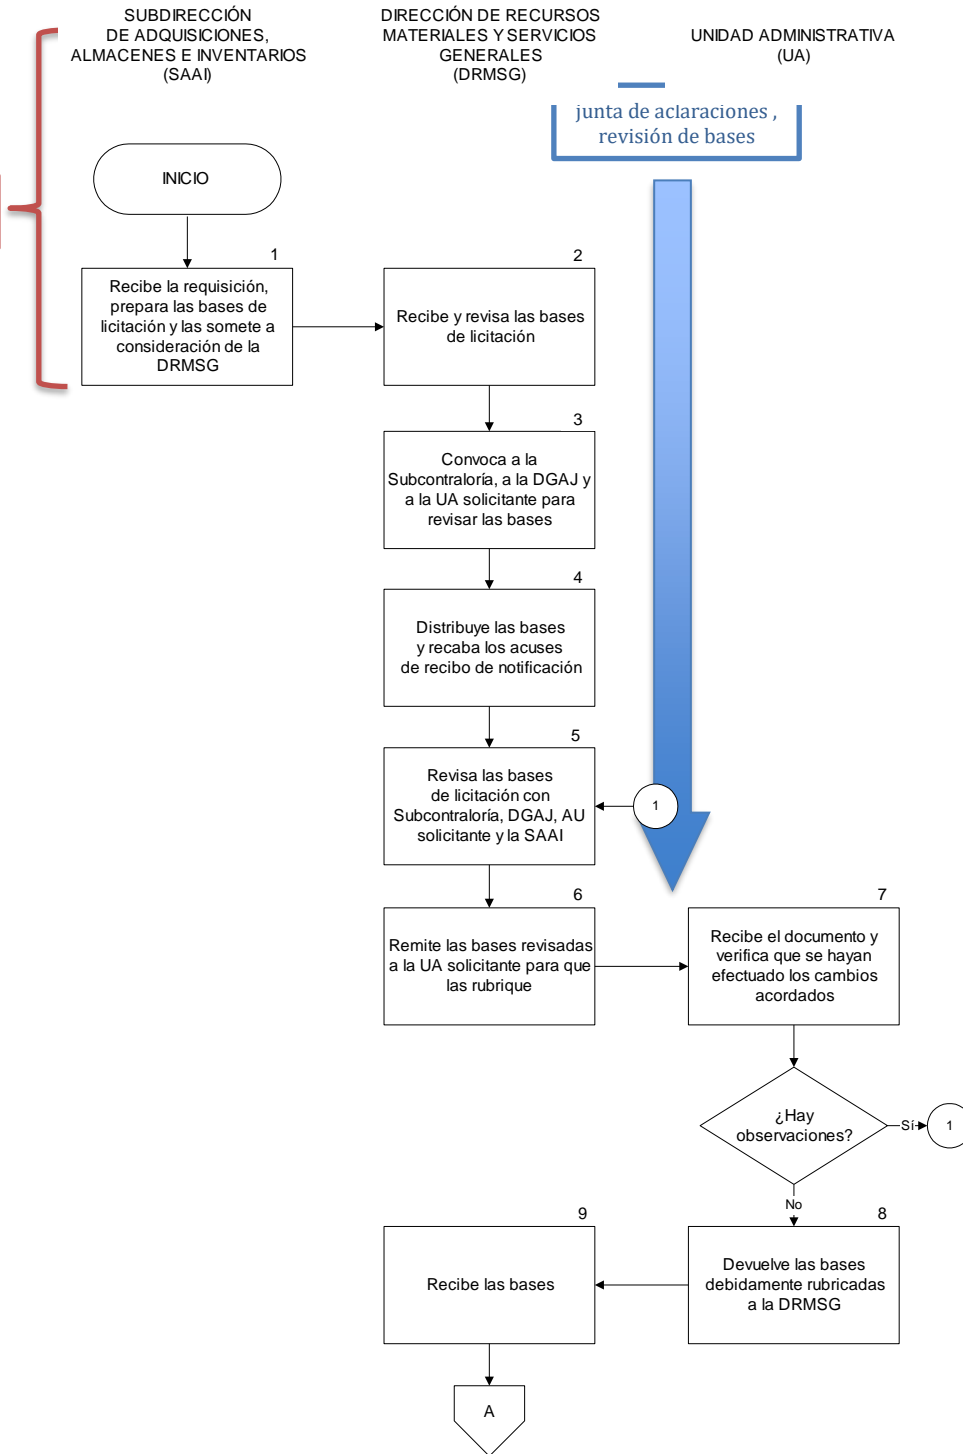 SUBDIRECCIÓN
DE ADQUISICIONES,
ALMACENES E INVENTARIOS
(SAAI)
DIRECCIÓN DE RECURSOS
MATERIALES Y SERVICIOS
GENERALES
(DRMSG)
UNIDAD ADMINISTRATIVA
(UA)
junta de aclaraciones ,
revisión de bases
INICIO
1
Recibe la requisición,
prepara las bases de
licitación y las somete a
consideración de la
DRMSG
2
Recibe y revisa las bases
de licitación
3
Convoca a la
Subcontraloría, a la DGAJ y
a la UA solicitante para
revisar las bases
4
Distribuye las bases
y recaba los acuses
de recibo de notificación
5
Revisa las bases
de licitación con
Subcontraloría, DGAJ, AU
solicitante y la SAAI
1
6
Remite las bases revisadas
a la UA solicitante para que
las rubrique
7
Recibe el documento y
verifica que se hayan
efectuado los cambios
acordados
¿Hay
observaciones?
Sí
1
No
8
Devuelve las bases
debidamente rubricadas
a la DRMSG
9
Recibe las bases
A